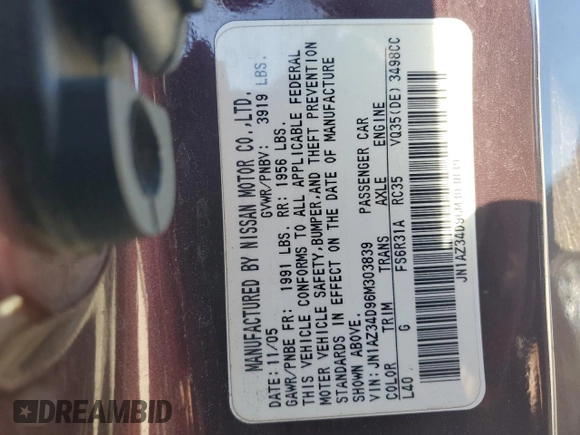 MANUFACTURED BY NISSAN MOTOR CO.,LTD.
DATE: 11/05 GVWR/PNBV: 3919 LBS.
GAWR/PNBE FR: 1991 LBS. RR: 1956 LBS.
THIS VEHICLE CONFORMS TO ALL APPLICABLE FEDERAL
MOTOR VEHICLE SAFETY,BUMPER,AND THEFT PREVENTION
STANDARDS IN EFFECT ON THE DATE OF MANUFACTURE
SHOWN ABOVE.
VIN: JN1AZ34D96M303839 PASSENGER CAR
COLOR TRIM TRANS AXLE ENGINE
L40 G FS6R31A RC35 VQ35(DE) 3498CC
JN1AZ34D96M303839
DREAMBID